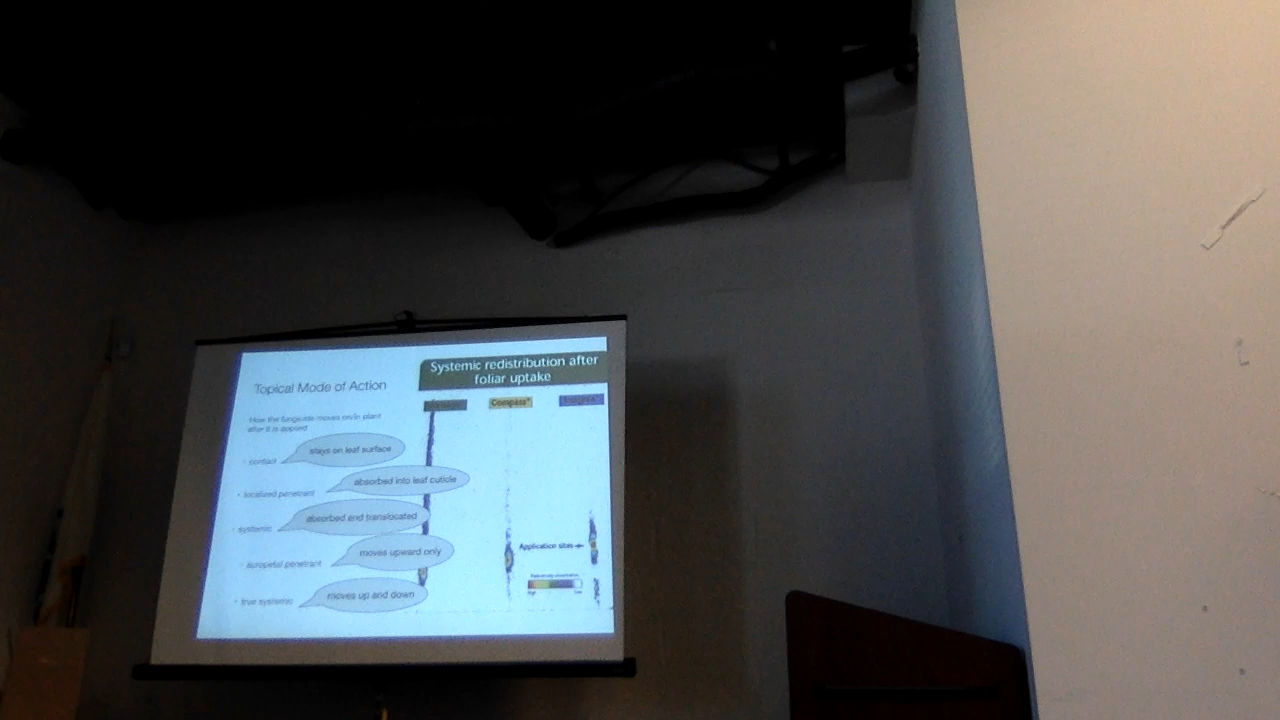 Systemic redistribution after
foliar uptake
Topical Mode of Action
Compass
How the fungicide moves on/in plant
after it is applied
- contact
stays on leaf surface
- localized penetrant
absorbed into leaf cuticle
- systemic
absorbed and translocated
- acropetal penetrant
moves upward only
- true systemic
moves up and down
Application sites